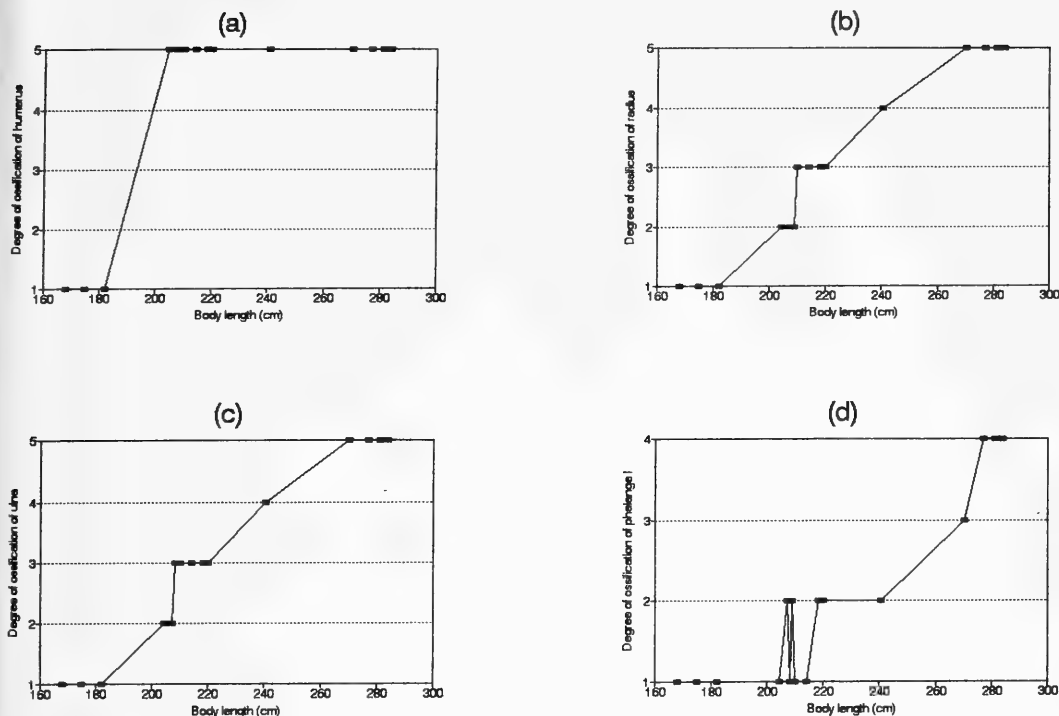 (a)
Degree of ossification of humerus
5
4
3
2
1
160 180 200 220 240 260 280 300
Body length (cm)
(b)
Degree of ossification of radius
5
4
3
2
1
160 180 200 220 240 260 280 300
Body length (cm)
(c)
Degree of ossification of ulna
5
4
3
2
1
160 180 200 220 240 260 280 300
Body length (cm)
(d)
Degree of ossification of phalange I
4
3
2
1
160 180 200 220 240 260 280 300
Body length (cm)